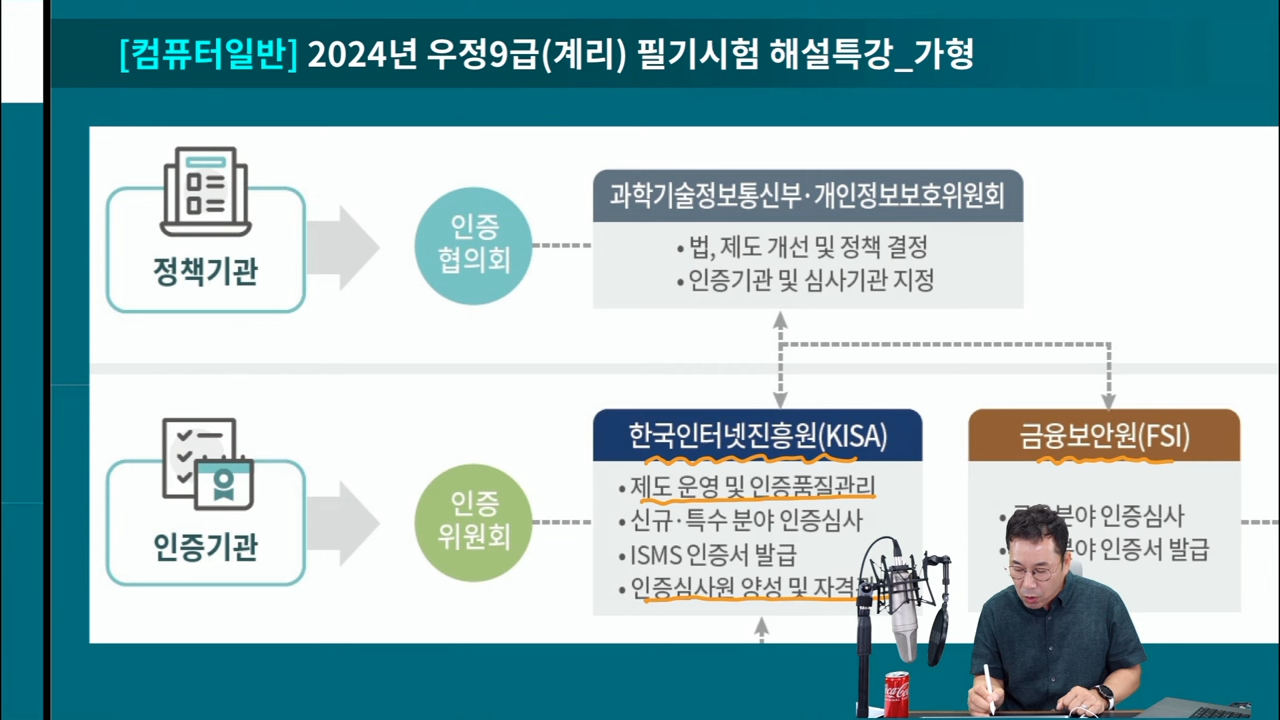 [컴퓨터일반] 2024년 우정9급(계리) 필기시험 해설특강_가형
정책기관
인증
협의회
과학기술정보통신부·개인정보보호위원회
• 법, 제도 개선 및 정책 결정
• 인증기관 및 심사기관 지정
인증기관
인증
위원회
한국인터넷진흥원(KISA)
• 제도 운영 및 인증품질관리
• 신규·특수 분야 인증심사
• ISMS 인증서 발급
• 인증심사원 양성 및
금융보안원(FSI)
• 인증심사
• 인증서 발급
Coca-Cola